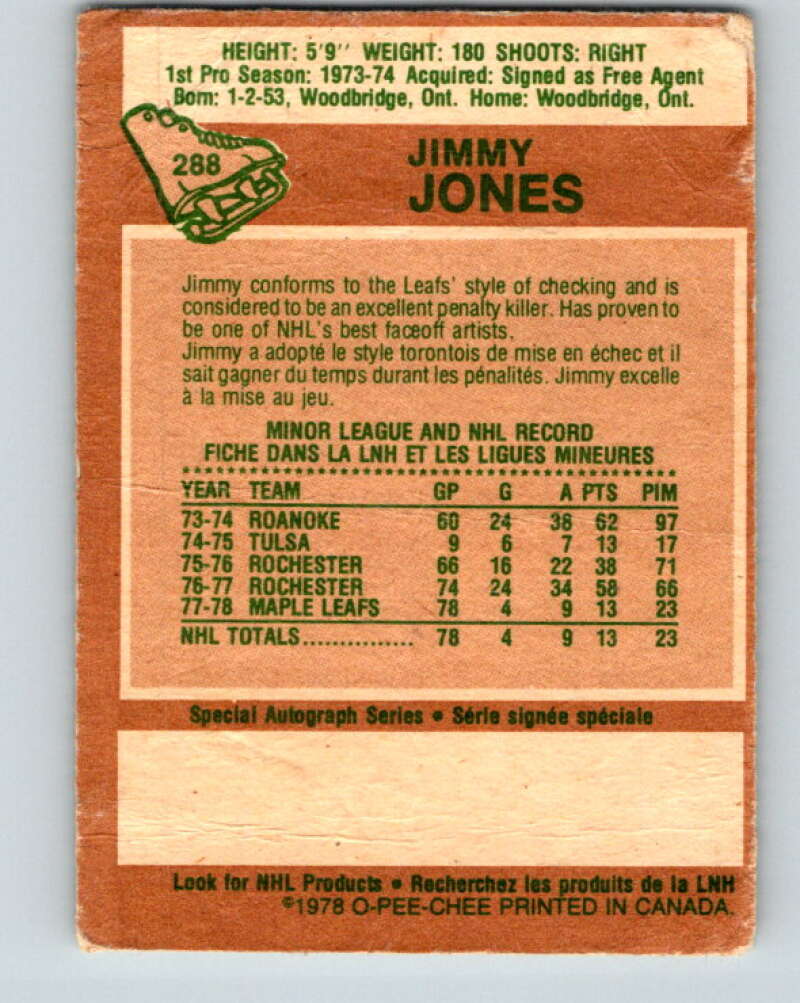 HEIGHT: 5'9'' WEIGHT: 180 SHOOTS: RIGHT
1st Pro Season: 1973-74 Acquired: Signed as Free Agent
Born: 1-2-53, Woodbridge, Ont. Home: Woodbridge, Ont.
288
JIMMY
JONES
Jimmy conforms to the Leafs' style of checking and is
considered to be an excellent penalty killer. Has proven to
be one of NHL's best faceoff artists.
Jimmy a adopté le style torontois de mise en échec et il
sait gagner du temps durant les pénalités. Jimmy excelle
à la mise au jeu.
MINOR LEAGUE AND NHL RECORD
FICHE DANS LA LNH ET LES LIGUES MINEURES
YEAR TEAM GP G A PTS PIM
73-74 ROANOKE 60 24 38 62 97
74-75 TULSA 9 6 7 13 17
75-76 ROCHESTER 66 16 22 38 71
76-77 ROCHESTER 74 24 34 58 66
77-78 MAPLE LEAFS 78 4 9 13 23
NHL TOTALS............... 78 4 9 13 23
Special Autograph Series • Série signée spéciale
Look for NHL Products • Recherchez les produits de la LNH
©1978 O-PEE-CHEE PRINTED IN CANADA.